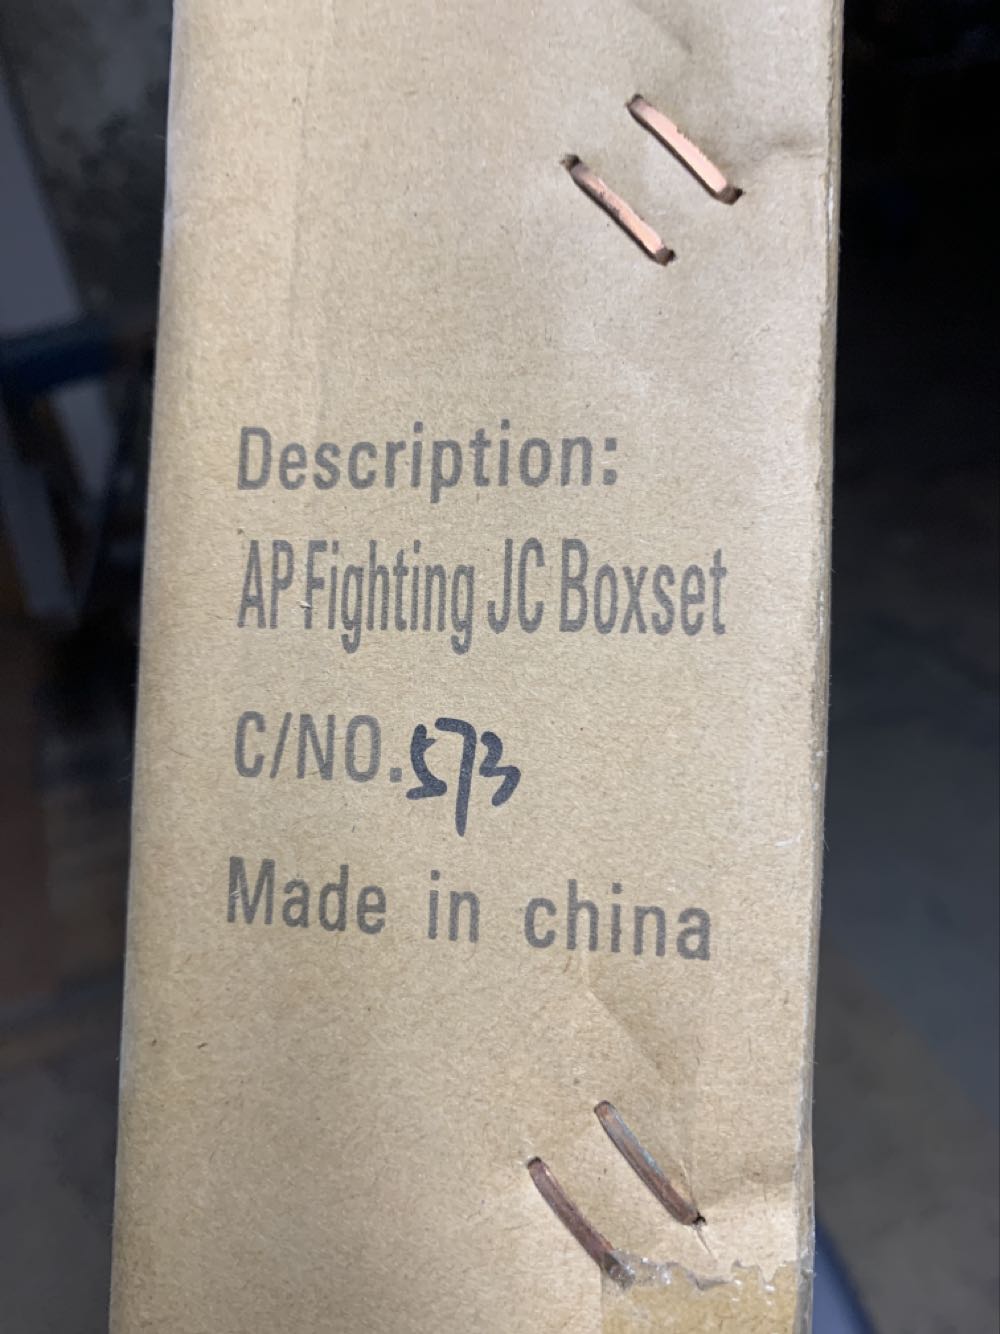 Description:
AP Fighting JC Boxset
C/NO.573
Made in china